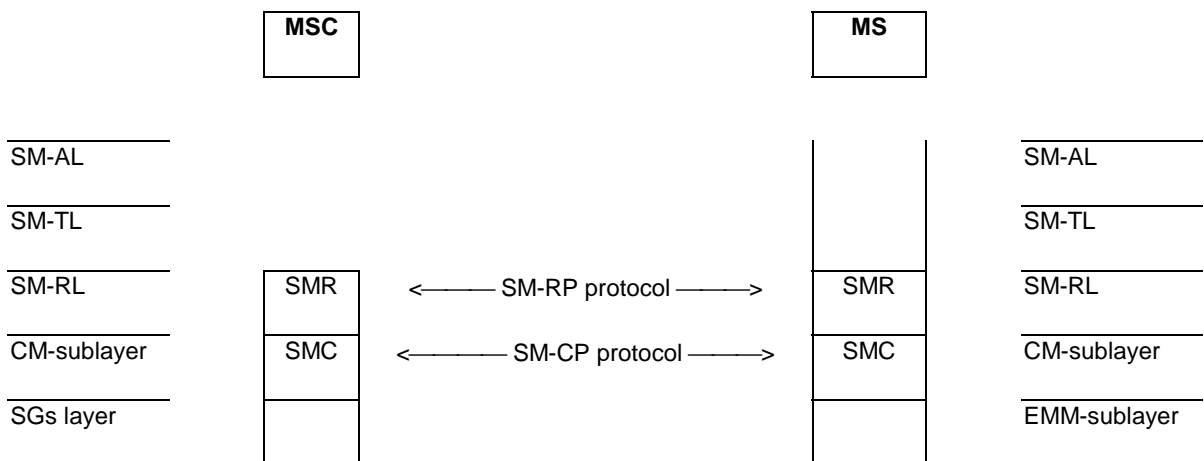 MSC MS
SM-AL SM-AL
SM-TL SM-TL
SM-RL SMR <——— SM-RP protocol ———> SMR SM-RL
CM-sublayer SMC <———— SM-CP protocol ———> SMC CM-sublayer
SGs layer EMM-sublayer